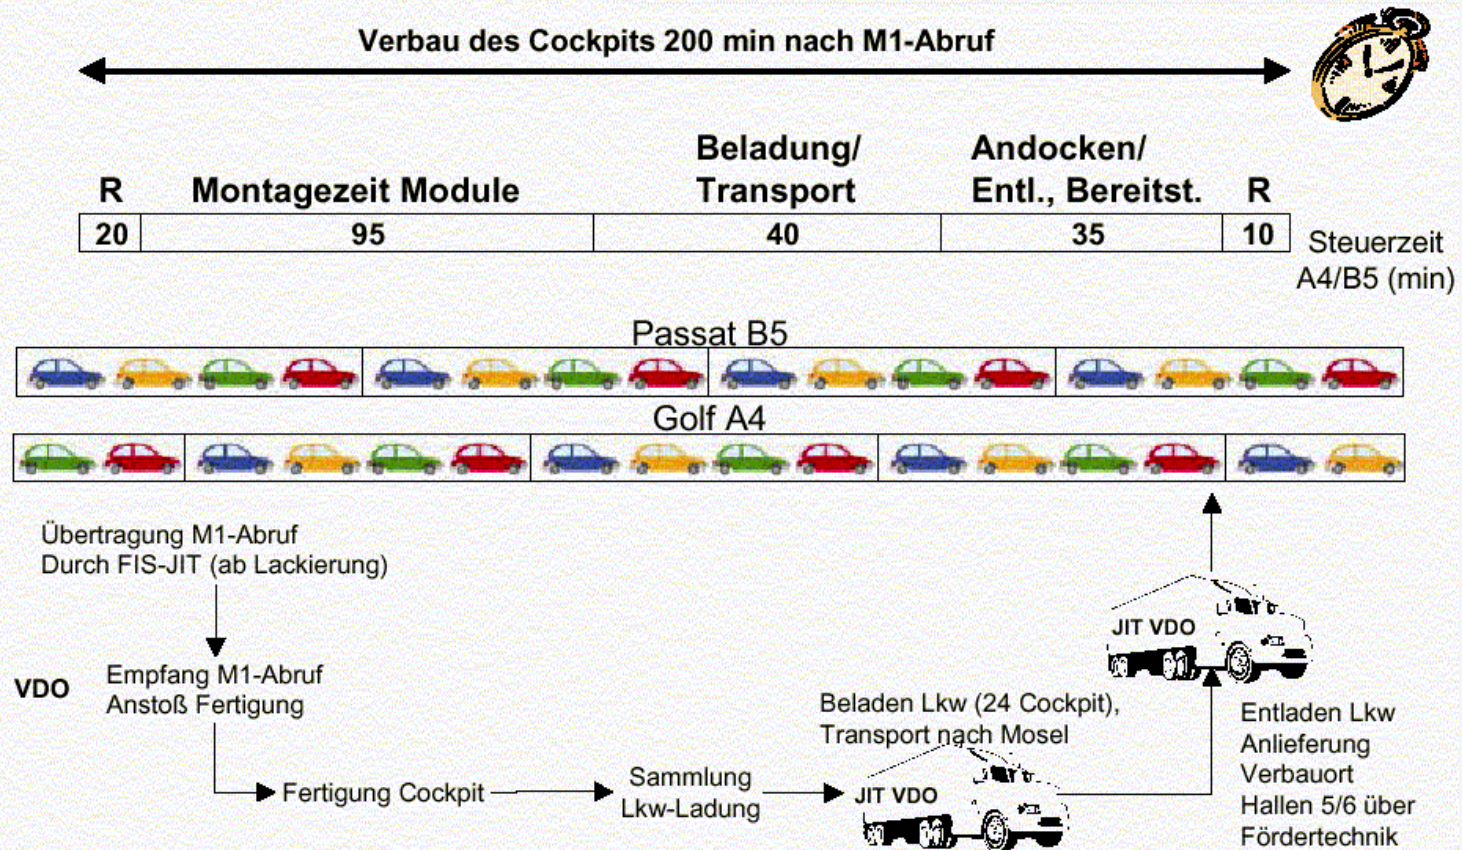 Verbau des Cockpits 200 min nach M1-Abruf
Beladung/
Andocken/
R
Montagezeit Module
Transport
Entl., Bereitst.
R
20
95
40
35
10
Steuerzeit
A4/B5 (min)
Passat B5
Golf A4
Übertragung M1-Abruf
Durch FIS-JIT (ab Lackierung)
VDO
Empfang M1-Abruf
Anstoß Fertigung
Fertigung Cockpit
Sammlung
Lkw-Ladung
Beladen Lkw (24 Cockpit),
Transport nach Mosel
JIT VDO
JIT VDO
Entladen Lkw
Anlieferung
Verbauort
Hallen 5/6 über
Fördertechnik